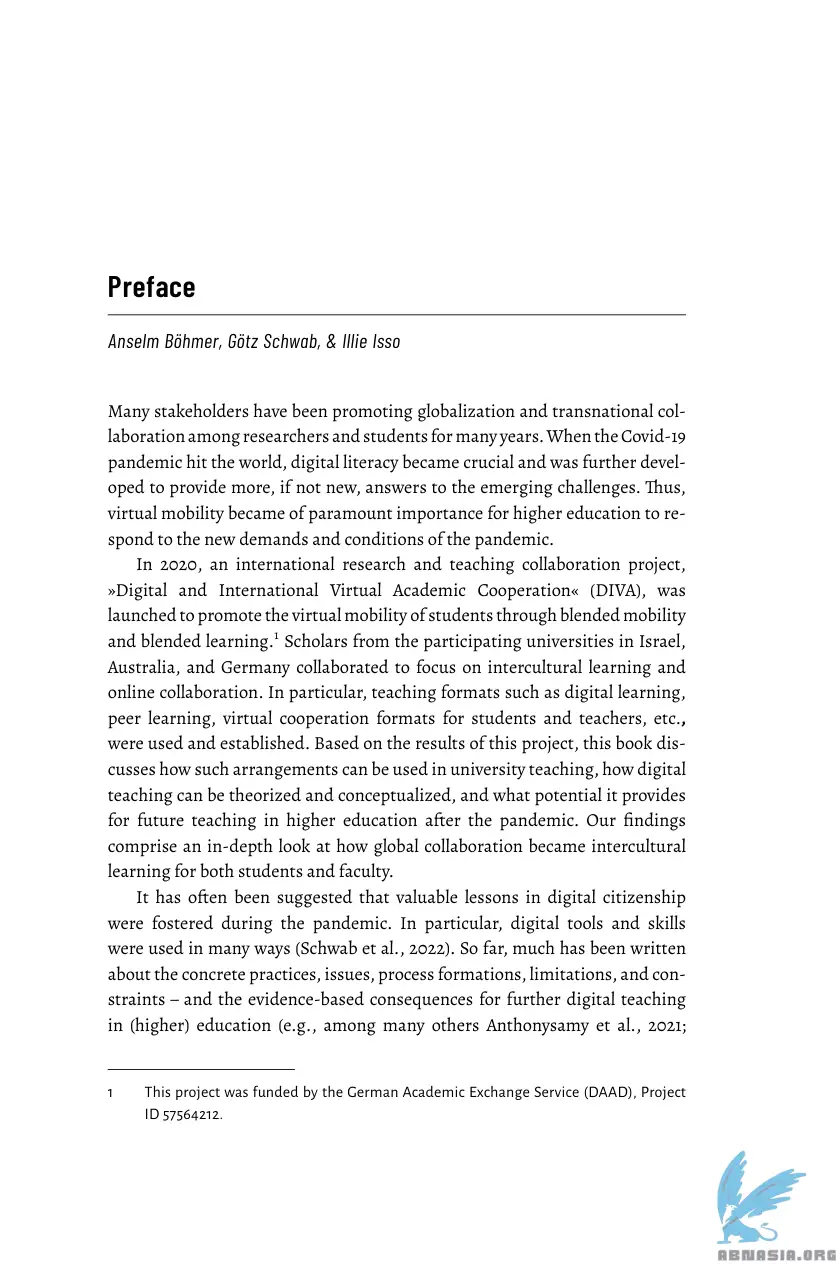 Preface
Anselm Böhmer, Götz Schwab, & Illie Isso
Many stakeholders have been promoting globalization and transnational col-
laboration among researchers and students for many years. When the Covid-19
pandemic hit the world, digital literacy became crucial and was further devel-
oped to provide more, if not new, answers to the emerging challenges. Thus,
virtual mobility became of paramount importance for higher education to re-
spond to the new demands and conditions of the pandemic.
In 2020, an international research and teaching collaboration project,
»Digital and International Virtual Academic Cooperation« (DIVA), was
launched to promote the virtual mobility of students through blended mobility
and blended learning.1 Scholars from the participating universities in Israel,
Australia, and Germany collaborated to focus on intercultural learning and
online collaboration. In particular, teaching formats such as digital learning,
peer learning, virtual cooperation formats for students and teachers, etc.,
were used and established. Based on the results of this project, this book dis-
cusses how such arrangements can be used in university teaching, how digital
teaching can be theorized and conceptualized, and what potential it provides
for future teaching in higher education after the pandemic. Our findings
comprise an in-depth look at how global collaboration became intercultural
learning for both students and faculty.
It has often been suggested that valuable lessons in digital citizenship
were fostered during the pandemic. In particular, digital tools and skills
were used in many ways (Schwab et al., 2022). So far, much has been written
about the concrete practices, issues, process formations, limitations, and con-
straints – and the evidence-based consequences for further digital teaching
in (higher) education (e.g., among many others Anthonysamy et al., 2021;
1 This project was funded by the German Academic Exchange Service (DAAD), Project
ID 57564212.
ABNASIA.ORG